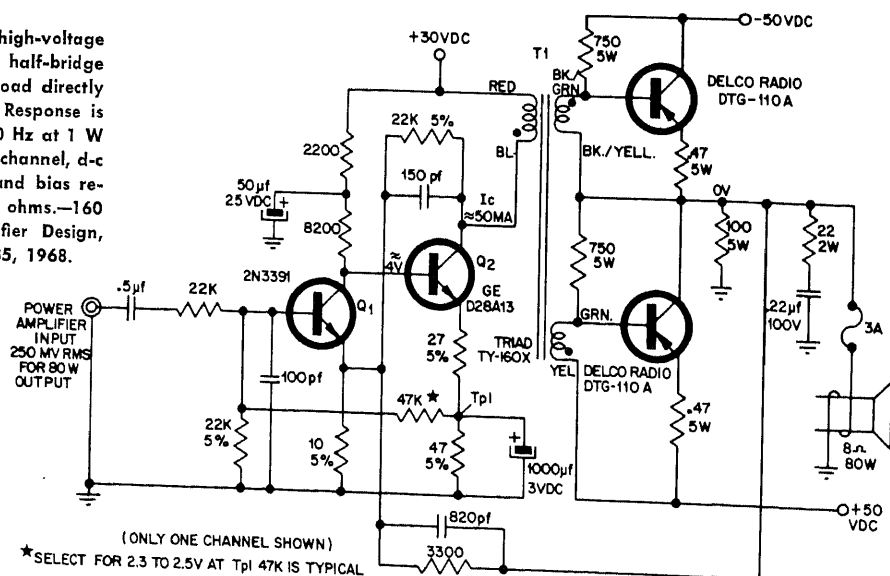 high-voltage
half-bridge
oad directly
Response is
0 Hz at 1 W
channel, d-c
and bias re-
ohms.—160
fier Design,
35, 1968.
+30VDC
-50VDC
T1
750
5W
BK./
GRN
RED
DELCO RADIO
DTG-110A
22K 5%
2200
BL.
BK./YELL.
.47
5W
150 pf
50µf
25 VDC
+
Ic
≈50MA
0V
8200
100
5W
22
2W
750
5W
≈
4V
Q2
2N3391
Q1
GE
D28A13
.5µf
22K
GRN.
.22µf
100V
3A
POWER
AMPLIFIER
INPUT
250 MV RMS
FOR 80W
OUTPUT
27
5%
TRIAD
TY-160X
YEL
DELCO RADIO
DTG-110A
100pf
47K ★
Tp1
22K
5%
.47
5W
10
5%
47
5%
+
1000µf
3VDC
8Ω
80W
+50
VDC
820pf
(ONLY ONE CHANNEL SHOWN)
3300
★SELECT FOR 2.3 TO 2.5V AT Tp1 47K IS TYPICAL